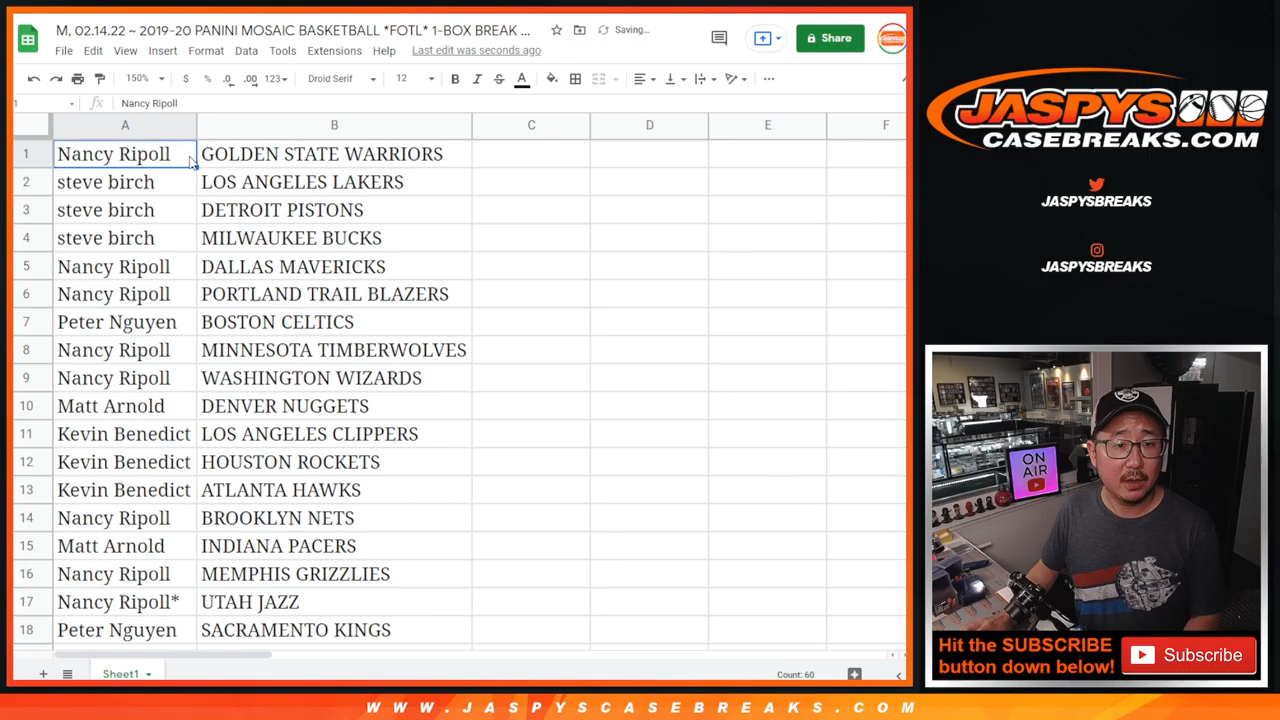 M, 02.14.22 ~ 2019-20 PANINI MOSAIC BASKETBALL *FOTL* 1-BOX BREAK ...
Saving...
Share
File Edit View Insert Format Data Tools Extensions Help Last edit was seconds ago
150% $ % .0 .00 123 Droid Serif 12 B I S A
1 fx Nancy Ripoll
A B C D E F
1 Nancy Ripoll GOLDEN STATE WARRIORS
2 steve birch LOS ANGELES LAKERS
3 steve birch DETROIT PISTONS
4 steve birch MILWAUKEE BUCKS
5 Nancy Ripoll DALLAS MAVERICKS
6 Nancy Ripoll PORTLAND TRAIL BLAZERS
7 Peter Nguyen BOSTON CELTICS
8 Nancy Ripoll MINNESOTA TIMBERWOLVES
9 Nancy Ripoll WASHINGTON WIZARDS
10 Matt Arnold DENVER NUGGETS
11 Kevin Benedict LOS ANGELES CLIPPERS
12 Kevin Benedict HOUSTON ROCKETS
13 Kevin Benedict ATLANTA HAWKS
14 Nancy Ripoll BROOKLYN NETS
15 Matt Arnold INDIANA PACERS
16 Nancy Ripoll MEMPHIS GRIZZLIES
17 Nancy Ripoll* UTAH JAZZ
18 Peter Nguyen SACRAMENTO KINGS
Sheet1
Count: 60
JASPYS
CASEBREAKS.COM
JASPYSBREAKS
JASPYSBREAKS
ON
AIR
Hit the SUBSCRIBE
button down below!
Subscribe
WWW.JASPYSCASEBREAKS.COM